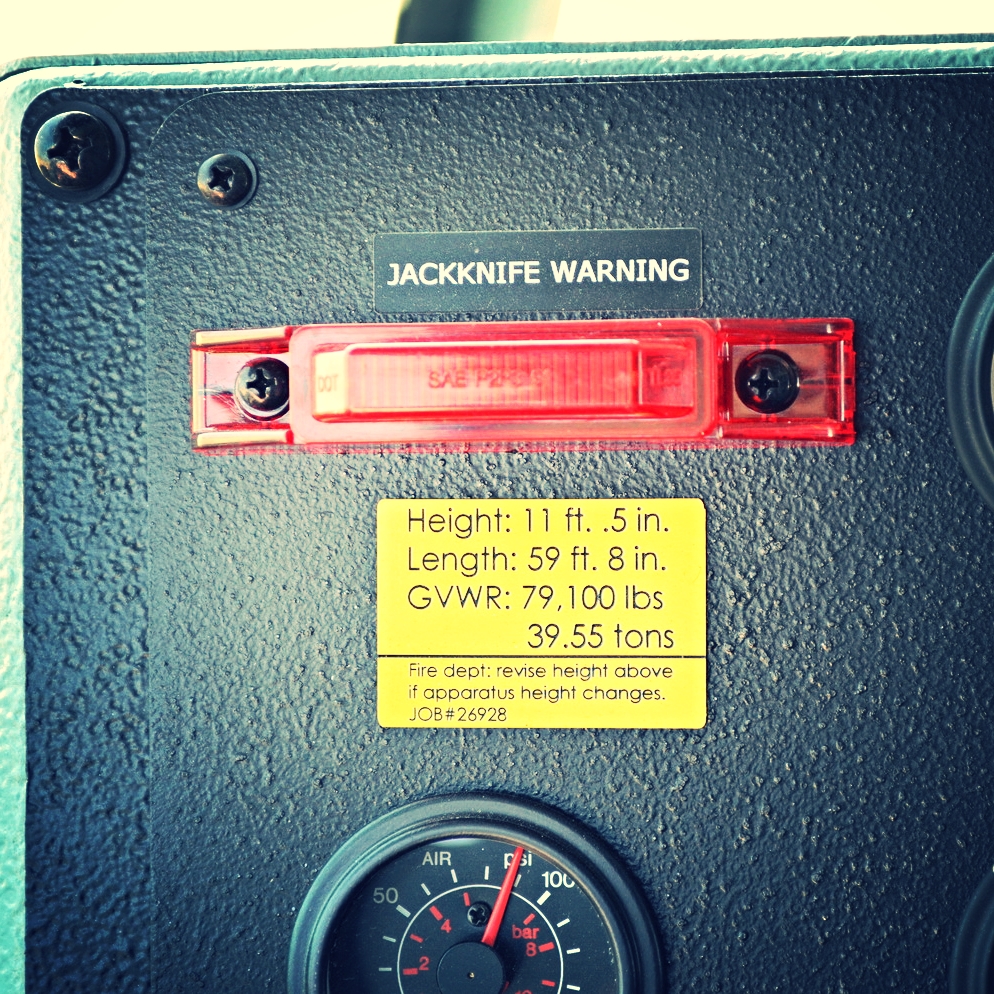 JACKKNIFE WARNING
DOT SAE
Height: 11 ft. .5 in.
Length: 59 ft. 8 in.
GVWR: 79,100 lbs
39.55 tons
Fire dept: revise height above
if apparatus height changes.
JOB#26928
AIR psi
50 100
4 bar
2 8